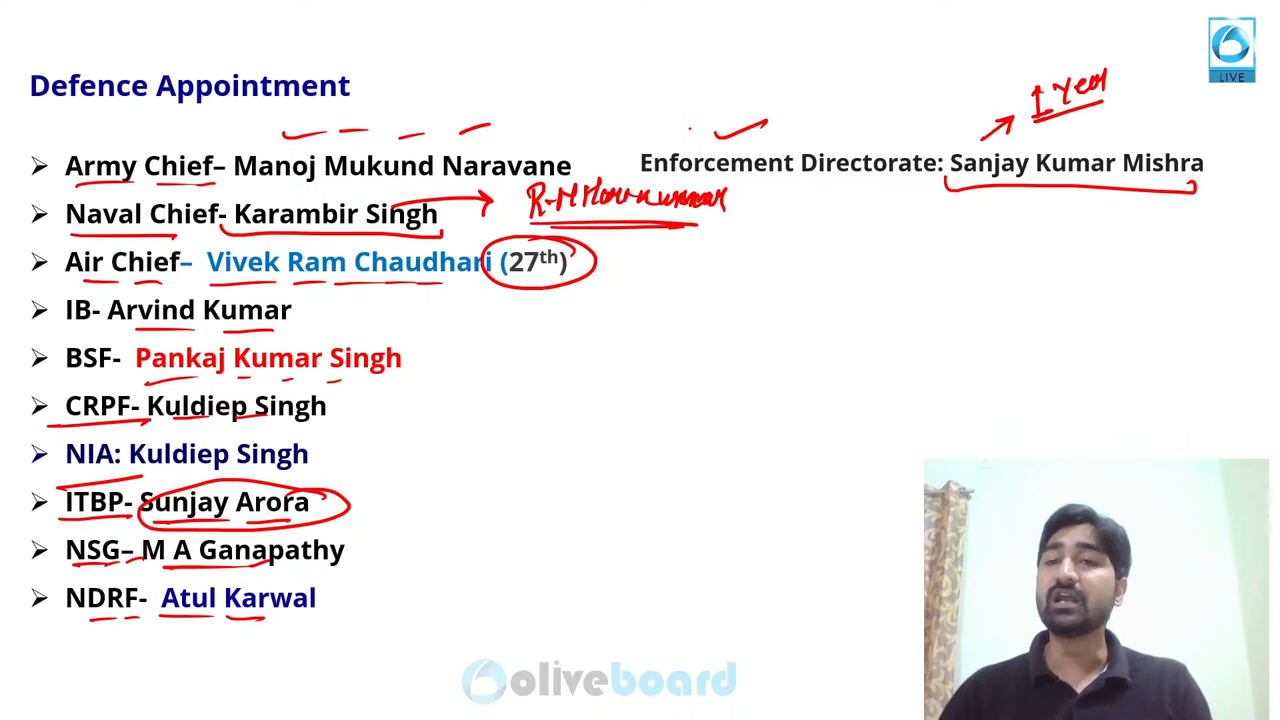 LIVE
Defence Appointment
1 Year
Army Chief– Manoj Mukund Naravane
Enforcement Directorate: Sanjay Kumar Mishra
Naval Chief- Karambir Singh
Air Chief– Vivek Ram Chaudhari (27th)
IB- Arvind Kumar
BSF- Pankaj Kumar Singh
CRPF- Kuldiep Singh
NIA: Kuldiep Singh
ITBP- Sunjay Arora
NSG– M A Ganapathy
NDRF- Atul Karwal
oliveboard